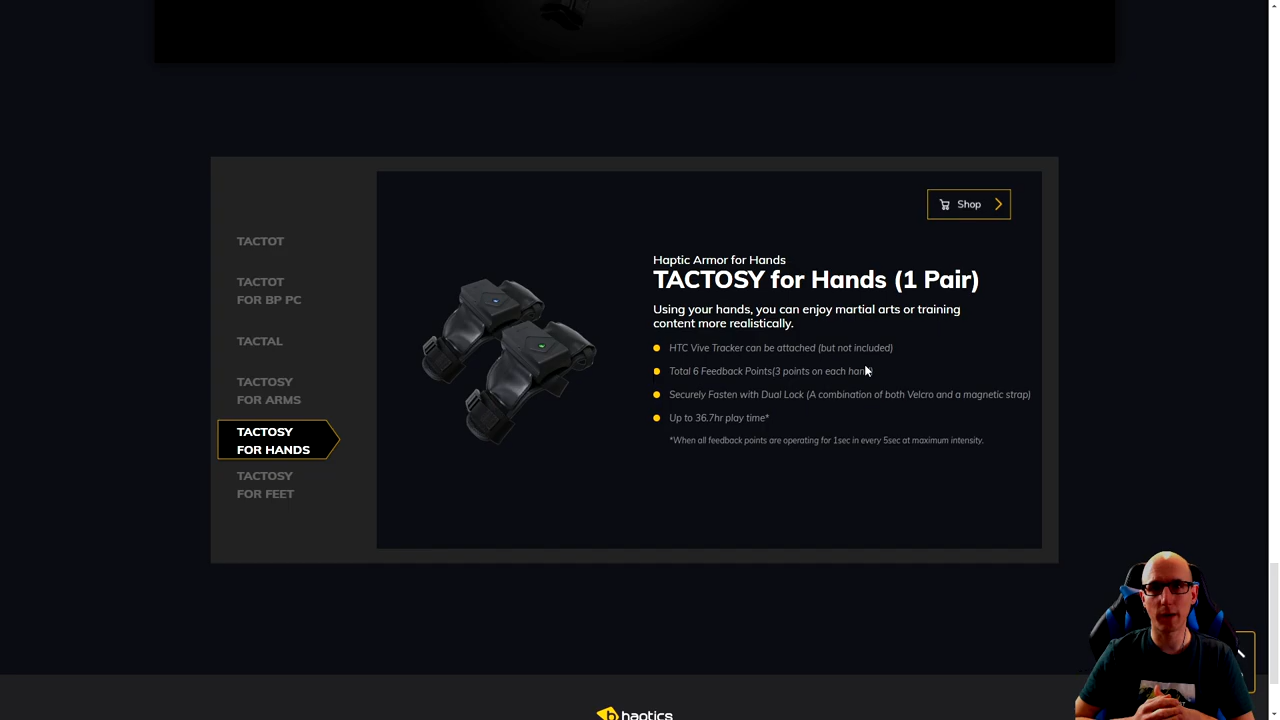 Shop
TACTOT
TACTOT
FOR BP PC
TACTAL
TACTOSY
FOR ARMS
TACTOSY
FOR HANDS
TACTOSY
FOR FEET
Haptic Armor for Hands
TACTOSY for Hands (1 Pair)
Using your hands, you can enjoy martial arts or training
content more realistically.
HTC Vive Tracker can be attached (but not included)
Total 6 Feedback Points(3 points on each hand)
Securely Fasten with Dual Lock (A combination of both Velcro and a magnetic strap)
Up to 36.7hr play time*
*When all feedback points are operating for 1sec in every 5sec at maximum intensity.
bhaptics